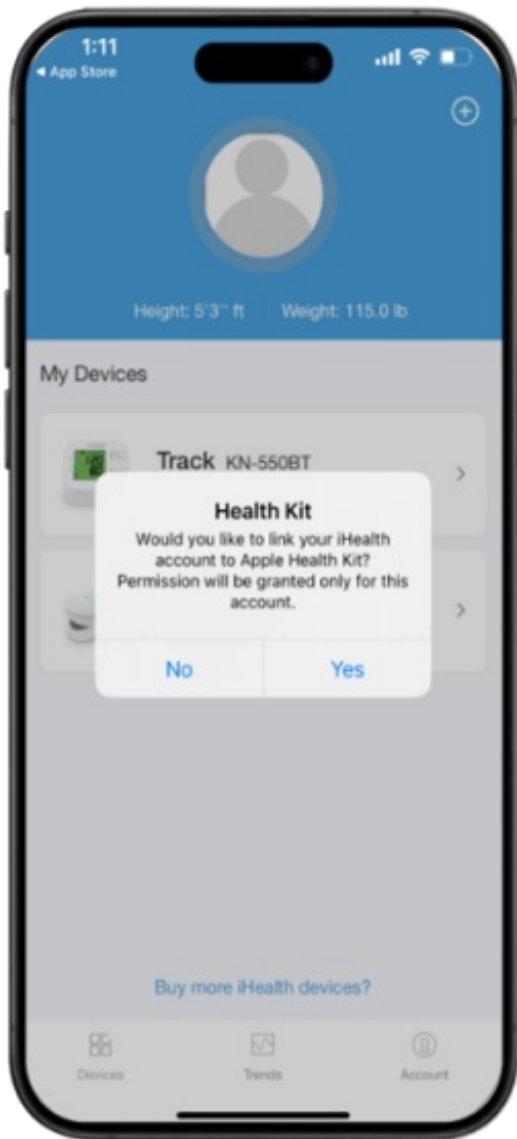 1:11
◀ App Store
Height: 5'3'' ft Weight: 115.0 lb
My Devices
Track KN-550BT
Health Kit
Would you like to link your iHealth
account to Apple Health Kit?
Permission will be granted only for this
account.
No Yes
Buy more iHealth devices?
Devices Trends Account